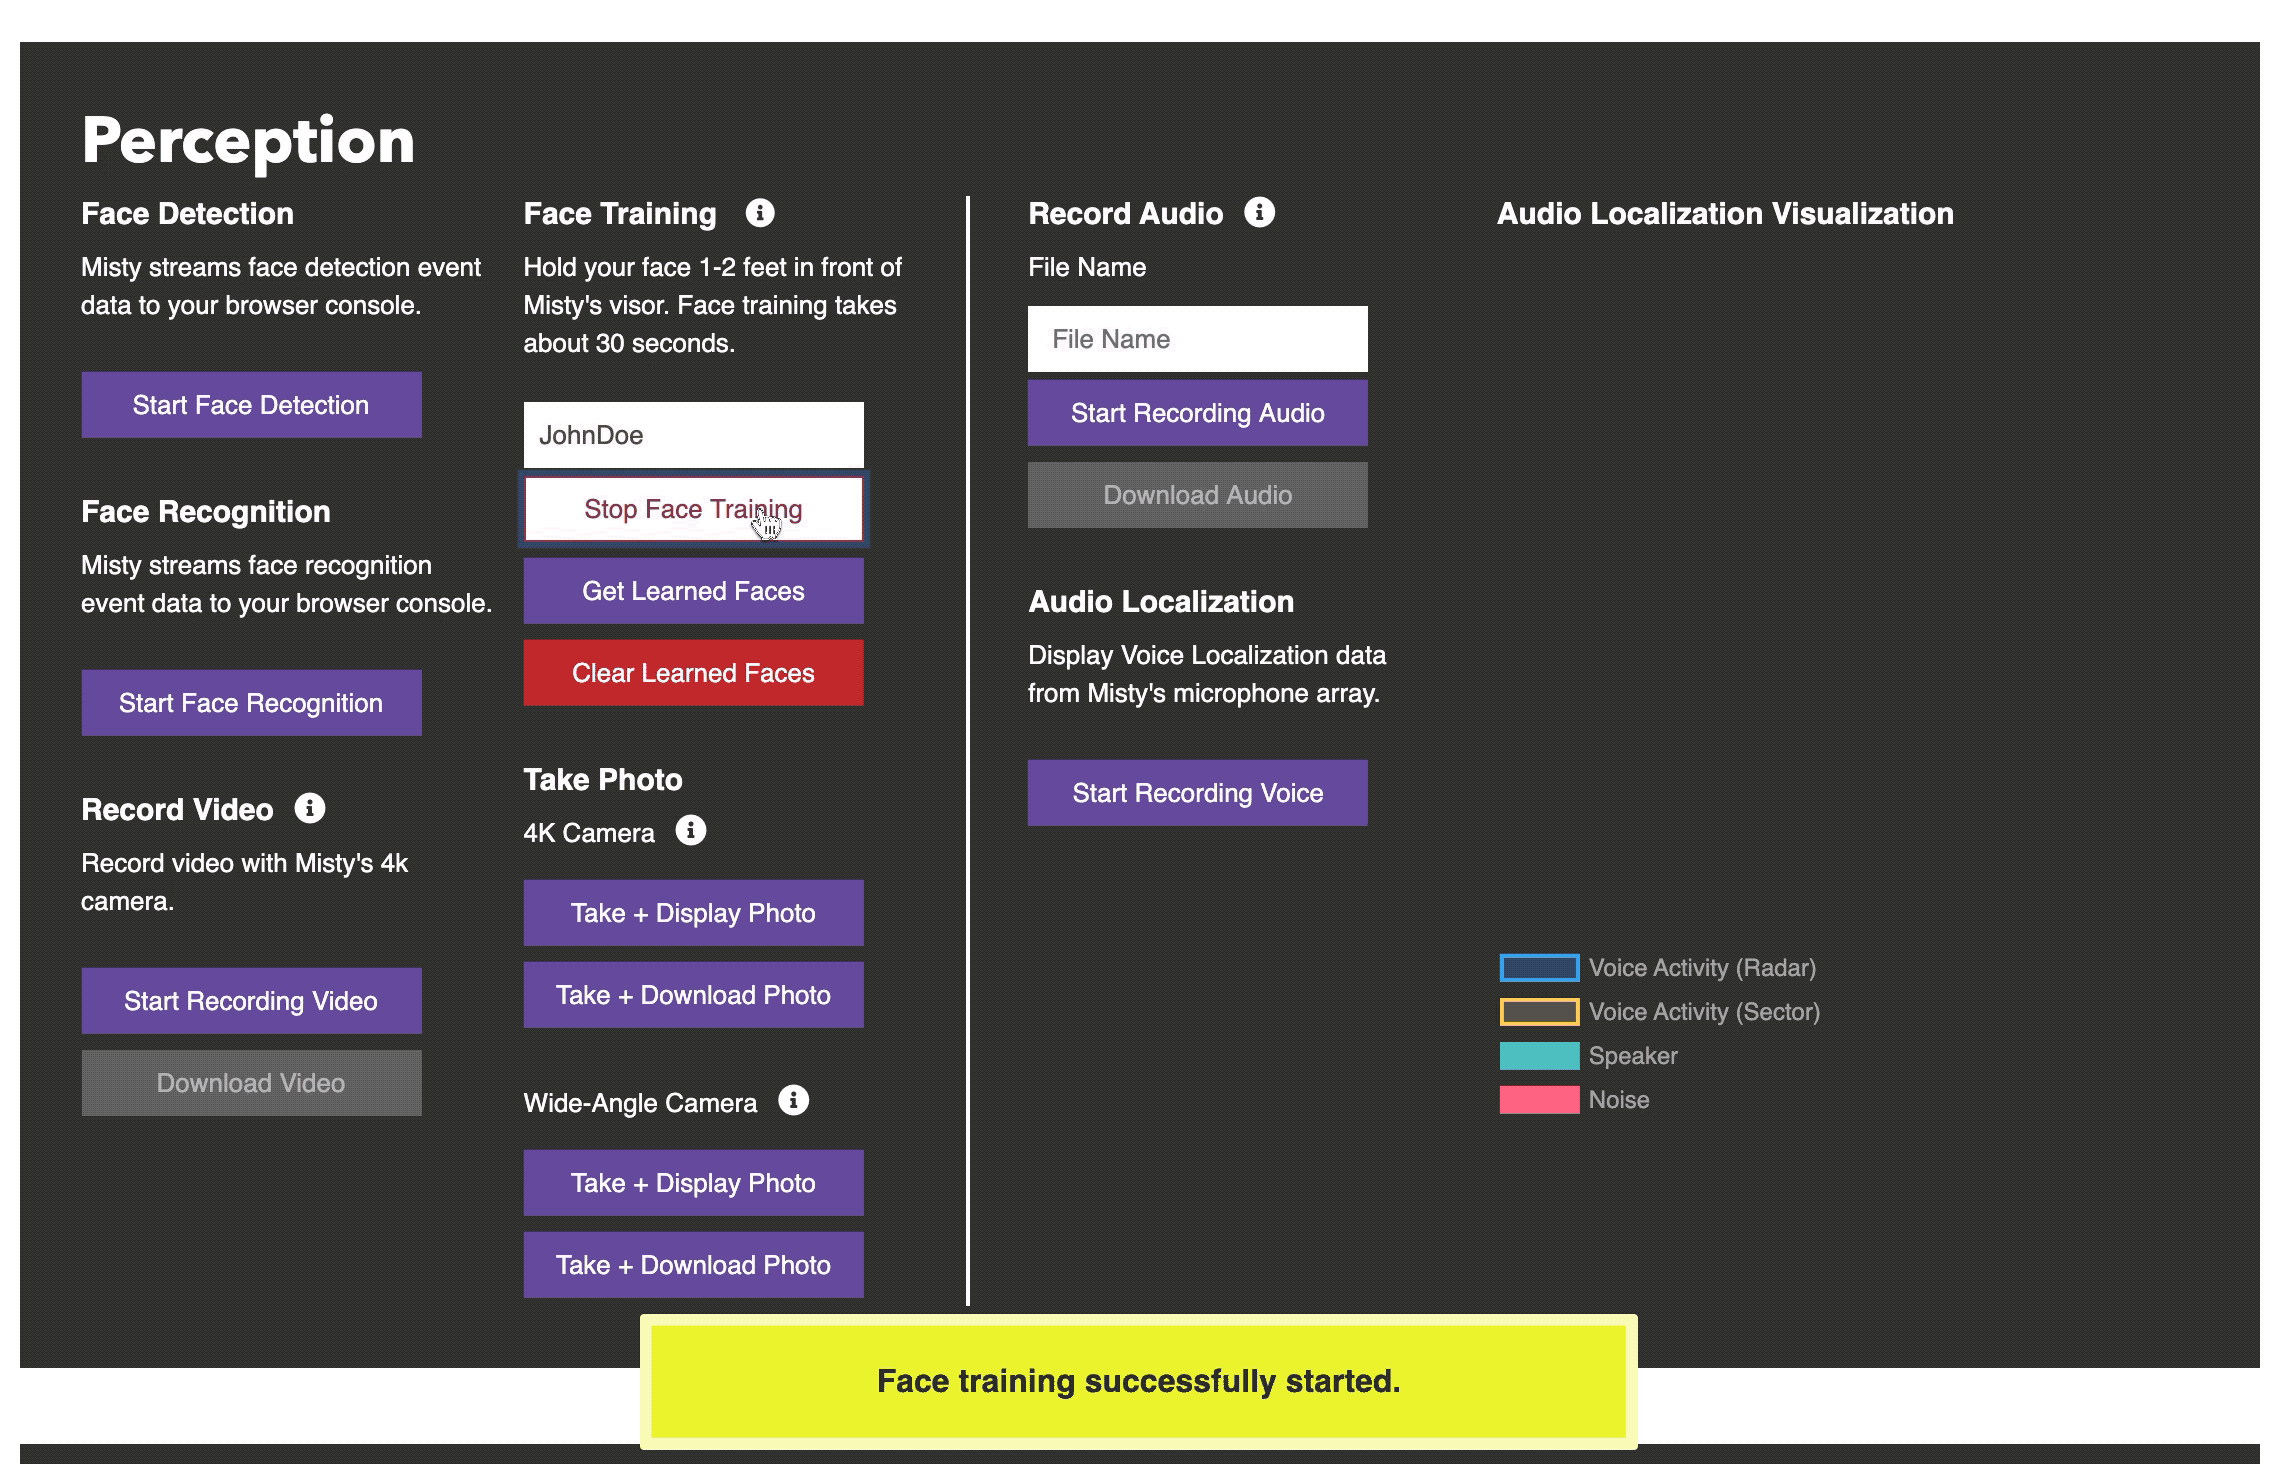 Perception
Face Detection
Misty streams face detection event
data to your browser console.
Start Face Detection
Face Recognition
Misty streams face recognition
event data to your browser console.
Start Face Recognition
Record Video
Record video with Misty's 4k
camera.
Start Recording Video
Download Video
Face Training
Hold your face 1-2 feet in front of
Misty's visor. Face training takes
about 30 seconds.
JohnDoe
Stop Face Training
Get Learned Faces
Clear Learned Faces
Take Photo
4K Camera
Take + Display Photo
Take + Download Photo
Wide-Angle Camera
Take + Display Photo
Take + Download Photo
Record Audio
File Name
File Name
Start Recording Audio
Download Audio
Audio Localization
Display Voice Localization data
from Misty's microphone array.
Start Recording Voice
Audio Localization Visualization
Voice Activity (Radar)
Voice Activity (Sector)
Speaker
Noise
Face training successfully started.